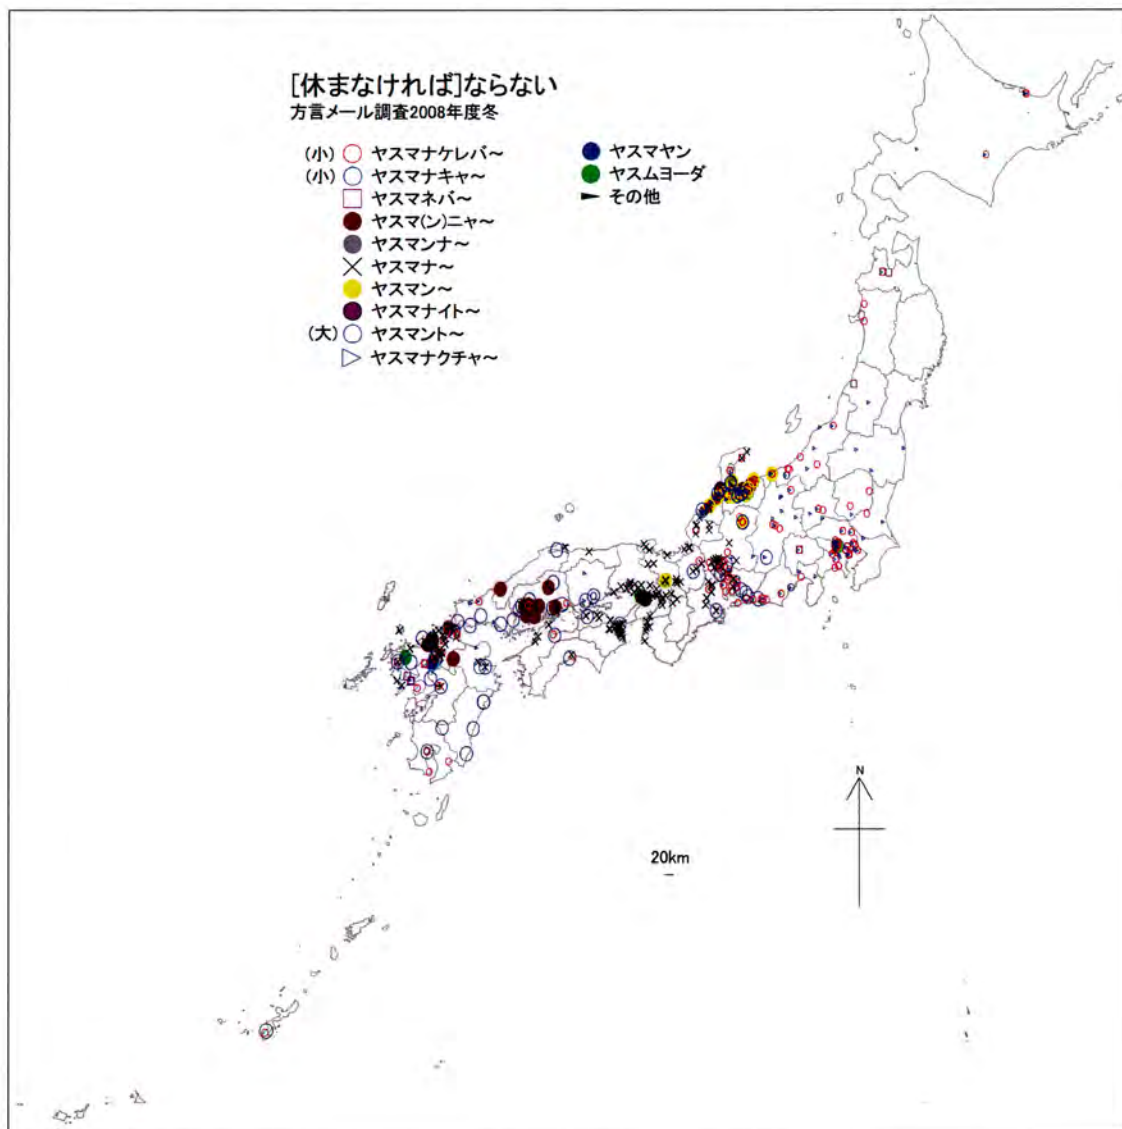 [休まなければ]ならない
方言メール調査2008年度冬
(小) ヤスマナケレバ～
(小) ヤスマナキャ～
ヤスマネバ～
ヤスマ(ン)ニャ～
ヤスマンナ～
ヤスマナ～
ヤスマン～
ヤスマナイト～
(大) ヤスマント～
ヤスマナクチャ～
ヤスマヤン
ヤスムヨーダ
その他
N
20km